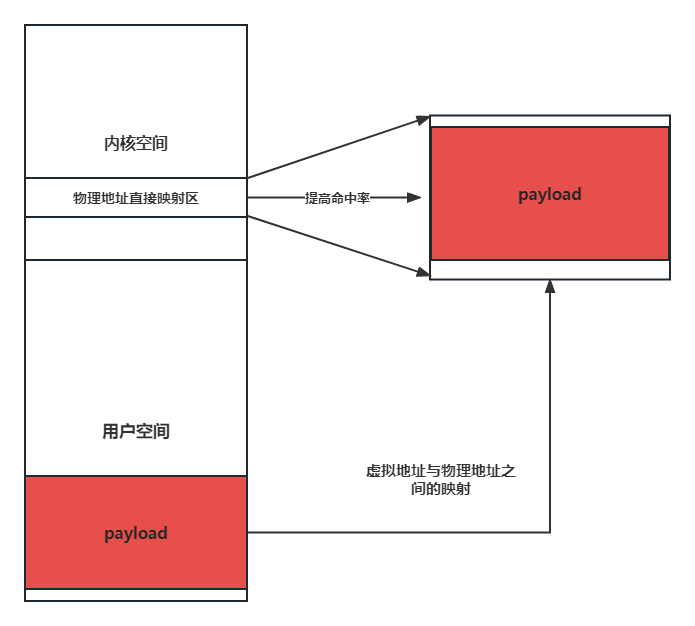 内核空间
物理地址直接映射区
提高命中率
payload
用户空间
虚拟地址与物理地址之
间的映射
payload